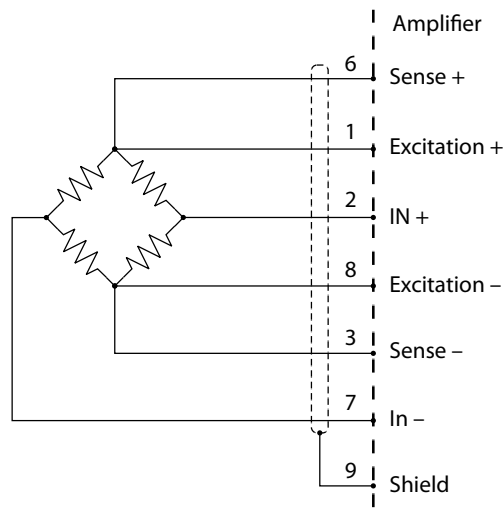 Amplifier
6 Sense +
1 Excitation +
2 IN +
8 Excitation –
3 Sense –
7 In –
9 Shield